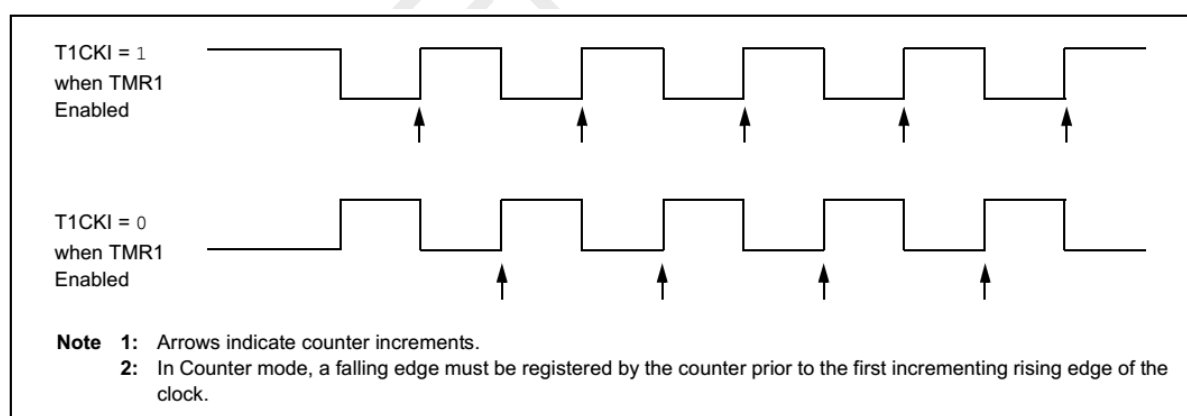 T1CKI = 1
when TMR1
Enabled
T1CKI = 0
when TMR1
Enabled
Note 1: Arrows indicate counter increments.
2: In Counter mode, a falling edge must be registered by the counter prior to the first incrementing rising edge of the
clock.